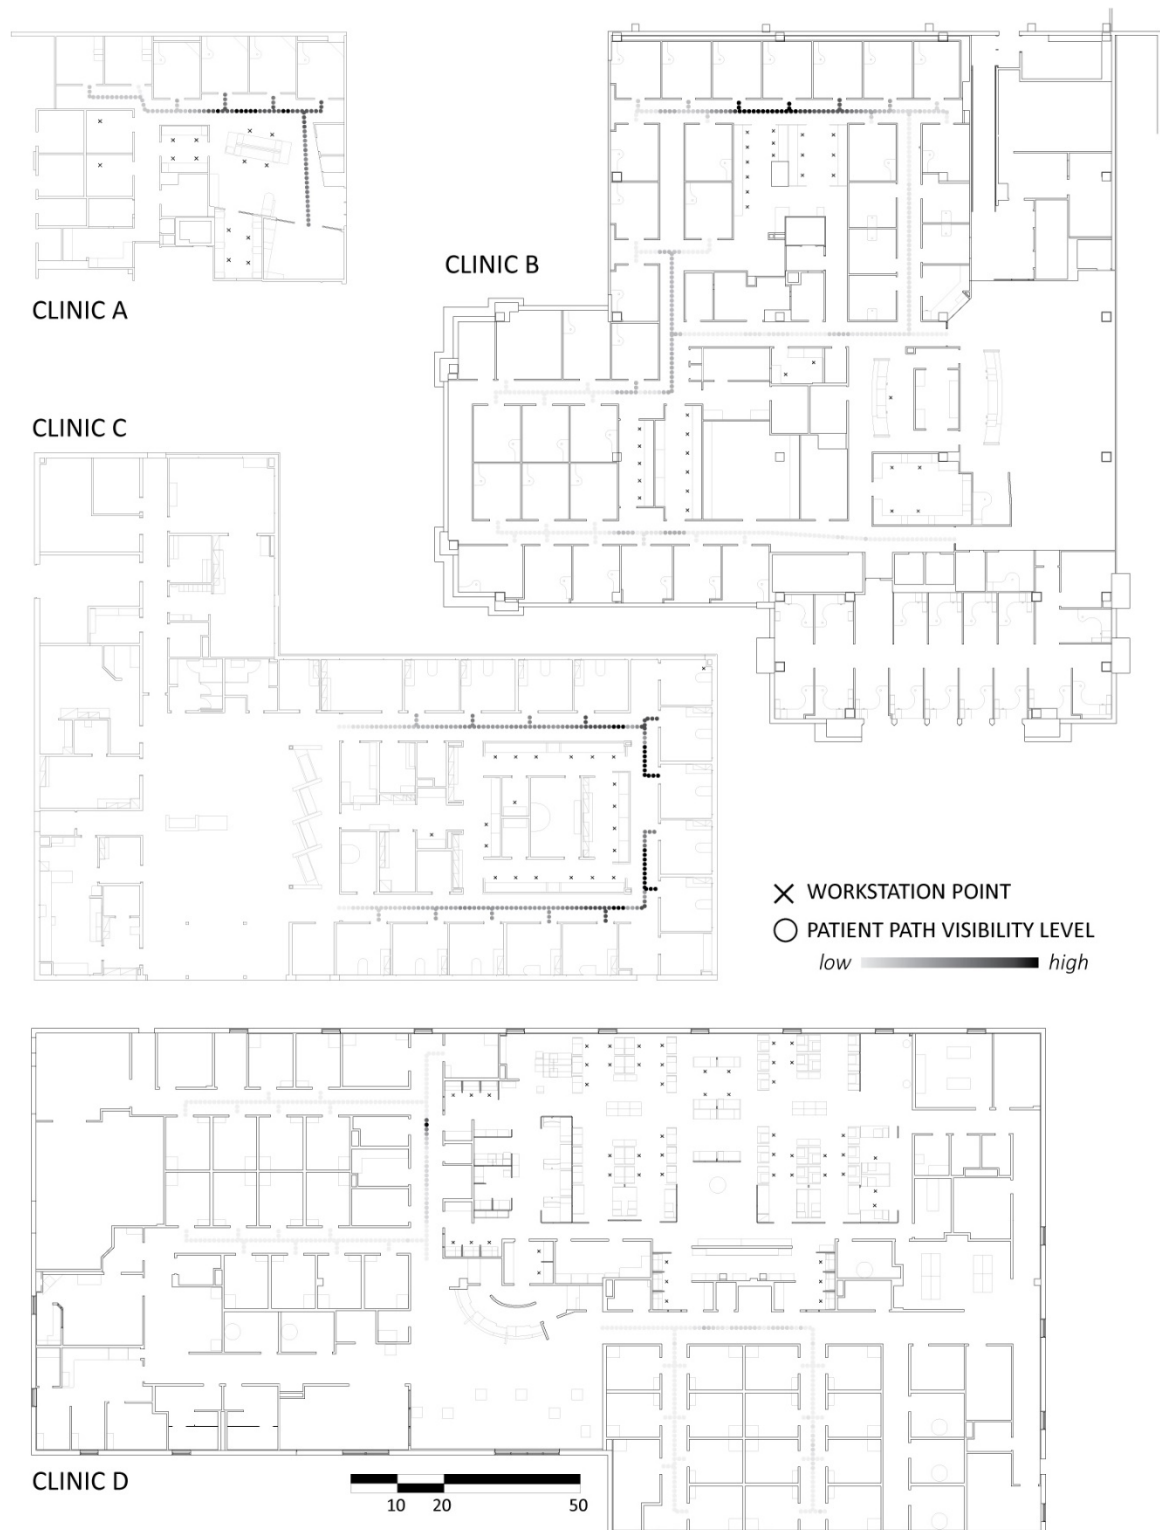 CLINIC A
CLINIC B
CLINIC C
WORKSTATION POINT
PATIENT PATH VISIBILITY LEVEL
low high
CLINIC D
10 20 50